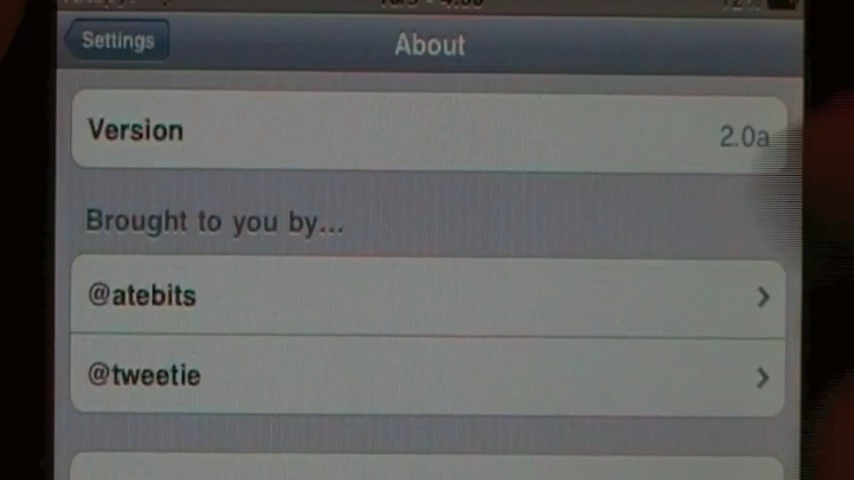 Settings
About
Version
2.0a
Brought to you by...
@atebits
@tweetie